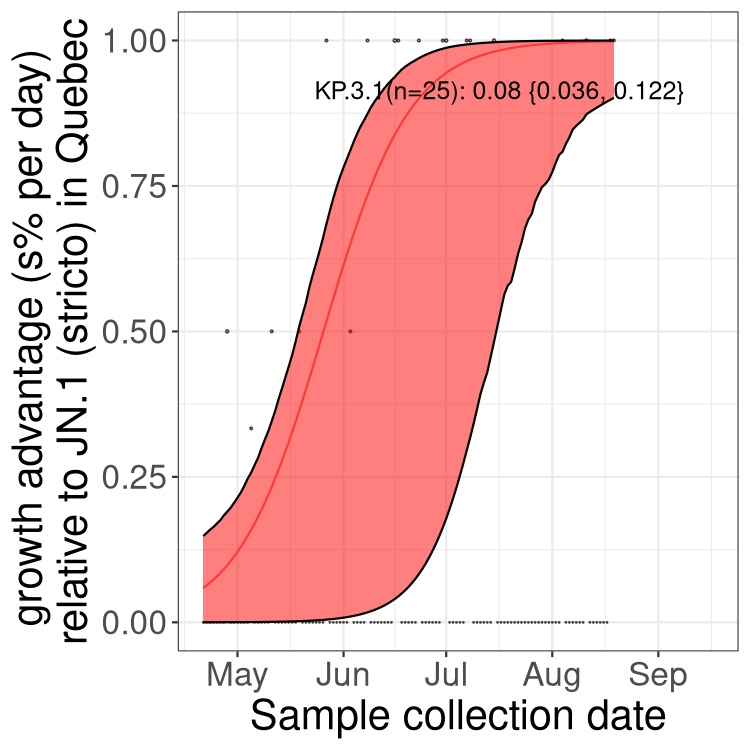 growth advantage (s% per day)
relative to JN.1 (stricto) in Quebec
1.00
0.75
0.50
0.25
0.00
KP.3.1(n=25): 0.08 {0.036, 0.122}
May Jun Jul Aug Sep
Sample collection date